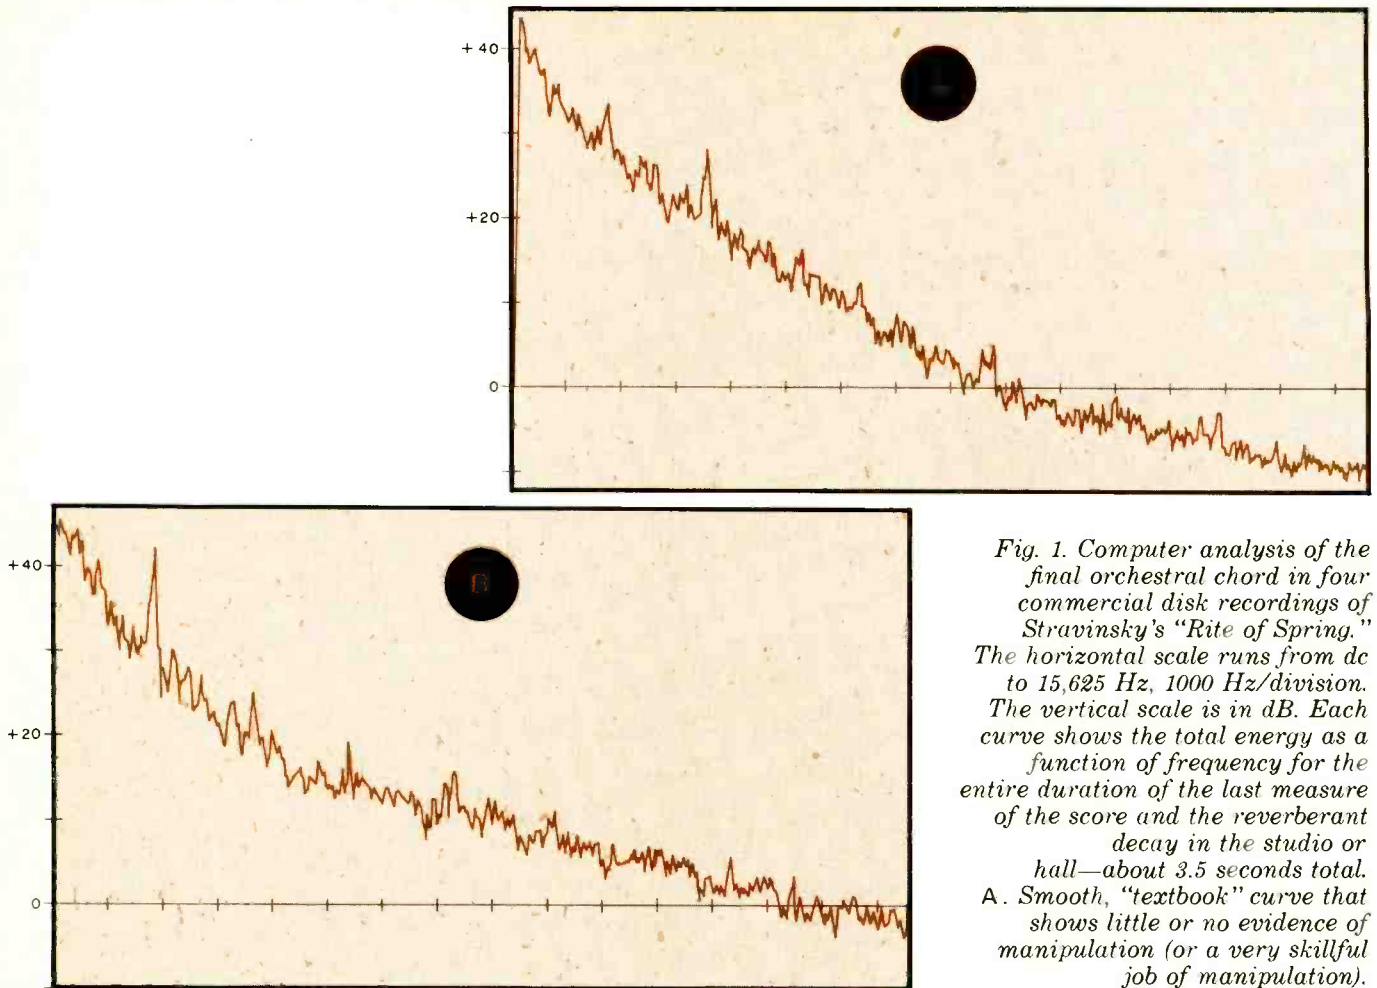 + 40
+20
0
B
+40
+20
0
Fig. 1. Computer analysis of the
final orchestral chord in four
commercial disk recordings of
Stravinsky's "Rite of Spring."
The horizontal scale runs from dc
to 15,625 Hz, 1000 Hz/division.
The vertical scale is in dB. Each
curve shows the total energy as a
function of frequency for the
entire duration of the last measure
of the score and the reverberant
decay in the studio or
hall—about 3.5 seconds total.
A. Smooth, "textbook" curve that
shows little or no evidence of
manipulation (or a very skillful
job of manipulation).